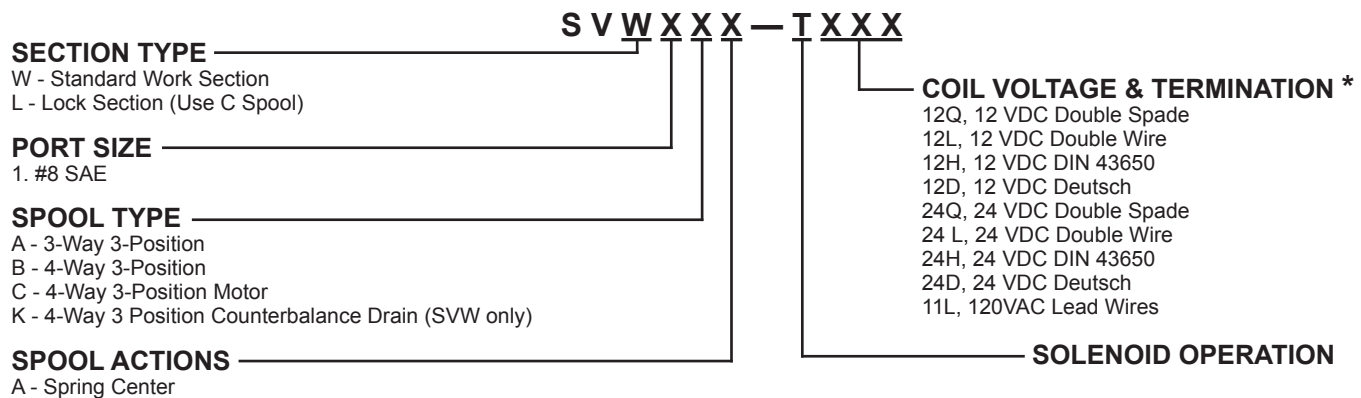 S V W X X X — T X X X
SECTION TYPE
W - Standard Work Section
L - Lock Section (Use C Spool)
PORT SIZE
1. #8 SAE
SPOOL TYPE
A - 3-Way 3-Position
B - 4-Way 3-Position
C - 4-Way 3-Position Motor
K - 4-Way 3 Position Counterbalance Drain (SVW only)
SPOOL ACTIONS
A - Spring Center
COIL VOLTAGE & TERMINATION *
12Q, 12 VDC Double Spade
12L, 12 VDC Double Wire
12H, 12 VDC DIN 43650
12D, 12 VDC Deutsch
24Q, 24 VDC Double Spade
24 L, 24 VDC Double Wire
24H, 24 VDC DIN 43650
24D, 24 VDC Deutsch
11L, 120VAC Lead Wires
SOLENOID OPERATION